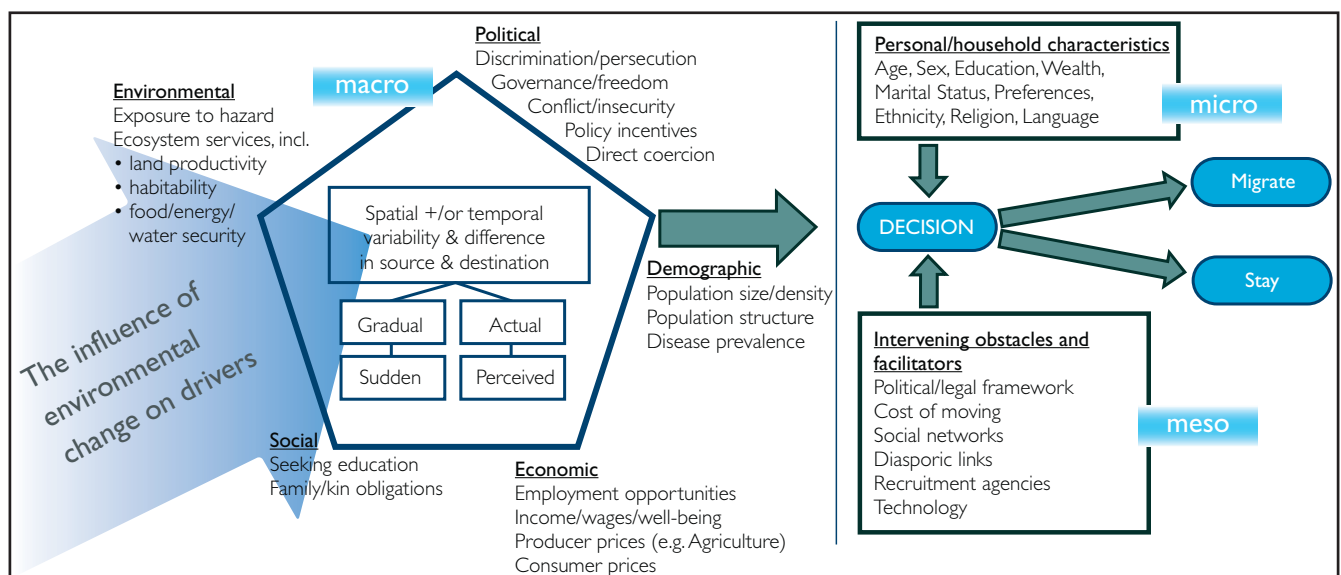 Political
Discrimination/persecution
Governance/freedom
Conflict/insecurity
Policy incentives
Direct coercion
macro
Environmental
Exposure to hazard
Ecosystem services, incl.
• land productivity
• habitability
• food/energy/
water security
Spatial +/or temporal
variability & difference
in source & destination
Gradual
Actual
Sudden
Perceived
The influence of
environmental
change on drivers
Demographic
Population size/density
Population structure
Disease prevalence
Social
Seeking education
Family/kin obligations
Economic
Employment opportunities
Income/wages/well-being
Producer prices (e.g. Agriculture)
Consumer prices
Personal/household characteristics
Age, Sex, Education, Wealth,
Marital Status, Preferences,
Ethnicity, Religion, Language
micro
DECISION
Migrate
Stay
Intervening obstacles and
facilitators
Political/legal framework
Cost of moving
Social networks
Diasporic links
Recruitment agencies
Technology
meso